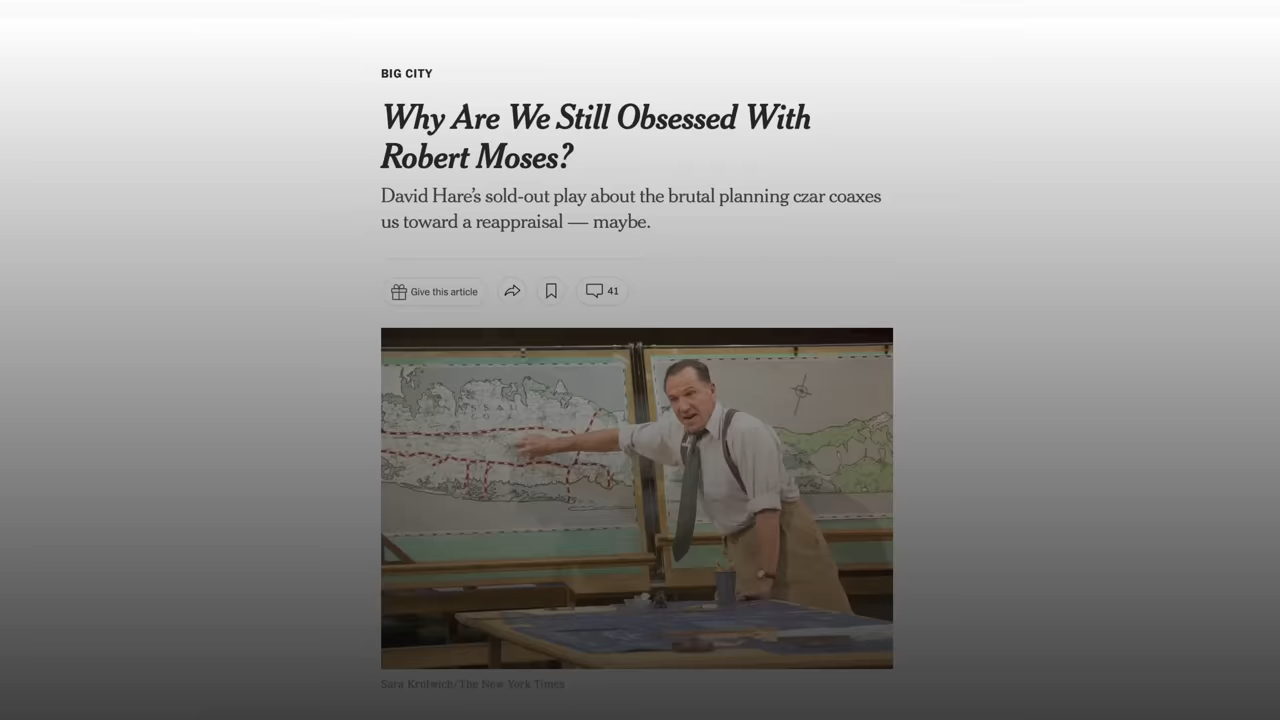 BIG CITY
Why Are We Still Obsessed With
Robert Moses?
David Hare's sold-out play about the brutal planning czar coaxes
us toward a reappraisal — maybe.
Give this article
41
Sara Krulwich/The New York Times